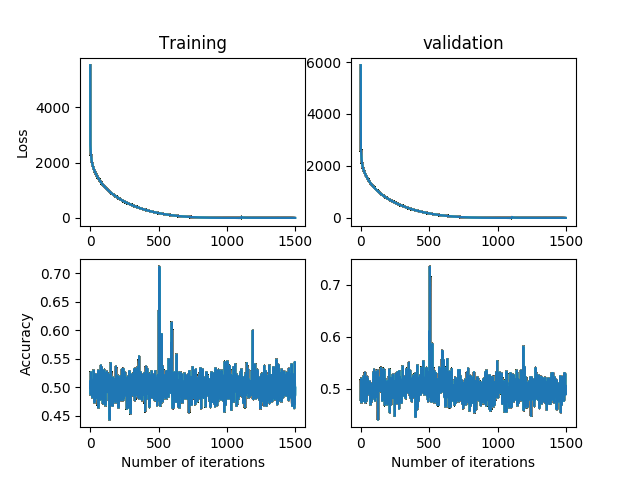 Training validation
6000
4000 4000
2000 2000
0 0
Loss
0 500 1000 1500 0 500 1000 1500
0.70 0.7
0.65
0.60 0.6
0.55
0.50 0.5
0.45
Accuracy
0 500 1000 1500 0 500 1000 1500
Number of iterations Number of iterations